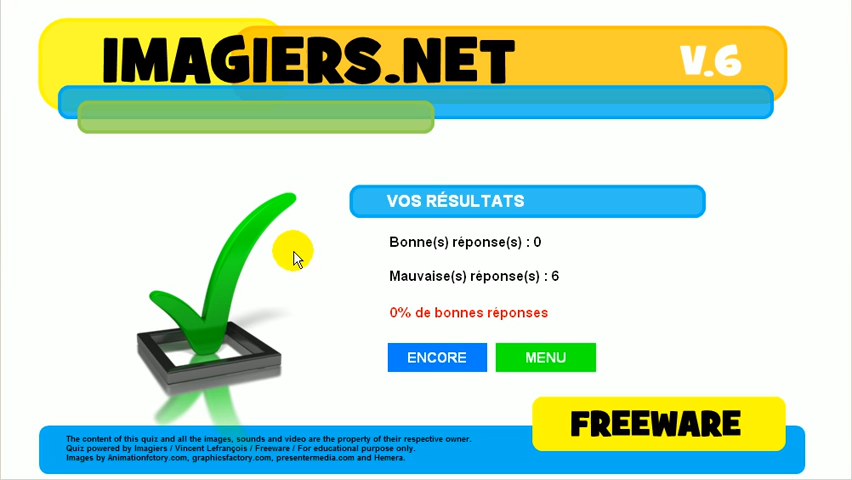 IMAGIERS.NET
V.6
VOS RÉSULTATS
Bonne(s) réponse(s) : 0
Mauvaise(s) réponse(s) : 6
0% de bonnes réponses
ENCORE
MENU
FREEWARE
The content of this quiz and all the images, sounds and video are the property of their respective owner.
Quiz powered by Imagiers / Vincent Lefrançois / Freeware / For educational purpose only.
Images by Animationfctory.com, graphicsfactory.com, presentermedia.com and Hemera.